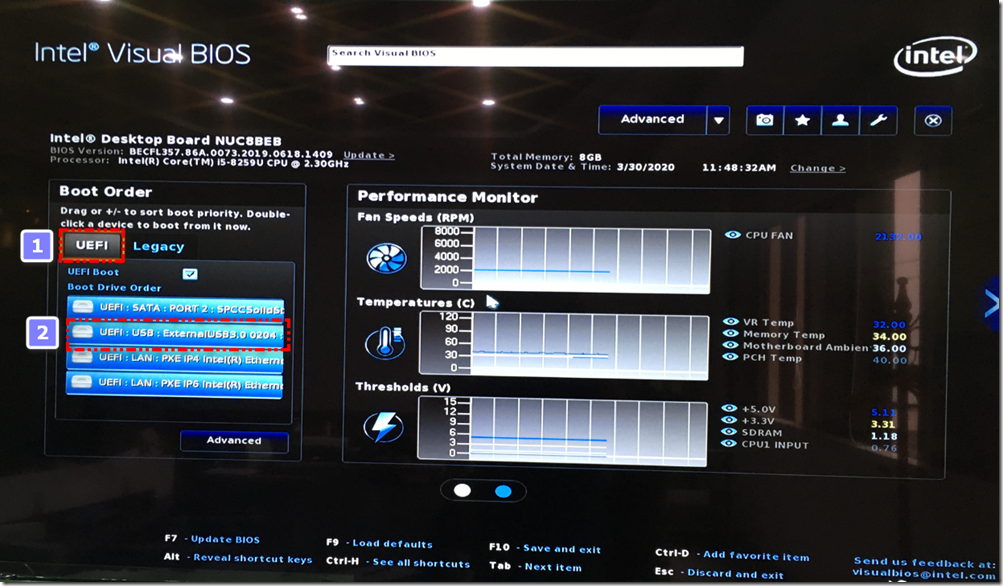 Intel® Visual BIOS
Search Visual BIOS
intel
Advanced
Intel® Desktop Board NUC8BEB
BIOS Version: BECFL357.86A.0073.2019.0618.1409 Update >
Processor: Intel(R) Core(TM) i5-8259U CPU @ 2.30GHz
Total Memory: 8GB
System Date & Time: 3/30/2020 11:48:32AM Change >
Boot Order
Drag or +/- to sort boot priority. Double-
click a device to boot from it now.
1
UEFI Legacy
UEFI Boot
Boot Drive Order
UEFI : SATA : PORT 2 : SPCCSolidSt
2
UEFI : USB : ExternalUSB3.0 0204
UEFI : LAN : PXE IP4 Intel(R) Ethern
UEFI : LAN : PXE IP6 Intel(R) Ethern
Advanced
Performance Monitor
Fan Speeds (RPM)
8000
6000
4000
2000
0
CPU FAN
Temperatures (C)
120
90
60
30
0
VR Temp 32.00
Memory Temp 34.00
Motherboard Ambien 36.00
PCH Temp 40.00
Thresholds (V)
15
12
9
6
3
0
+5.0V 5.11
+3.3V 3.31
SDRAM 1.18
CPU1 INPUT 0.76
F7 - Update BIOS
Alt - Reveal shortcut keys
F9 - Load defaults
Ctrl-H - See all shortcuts
F10 - Save and exit
Tab - Next item
Ctrl-D - Add favorite item
Esc - Discard and exit
Send us feedback at:
visualbios@intel.com